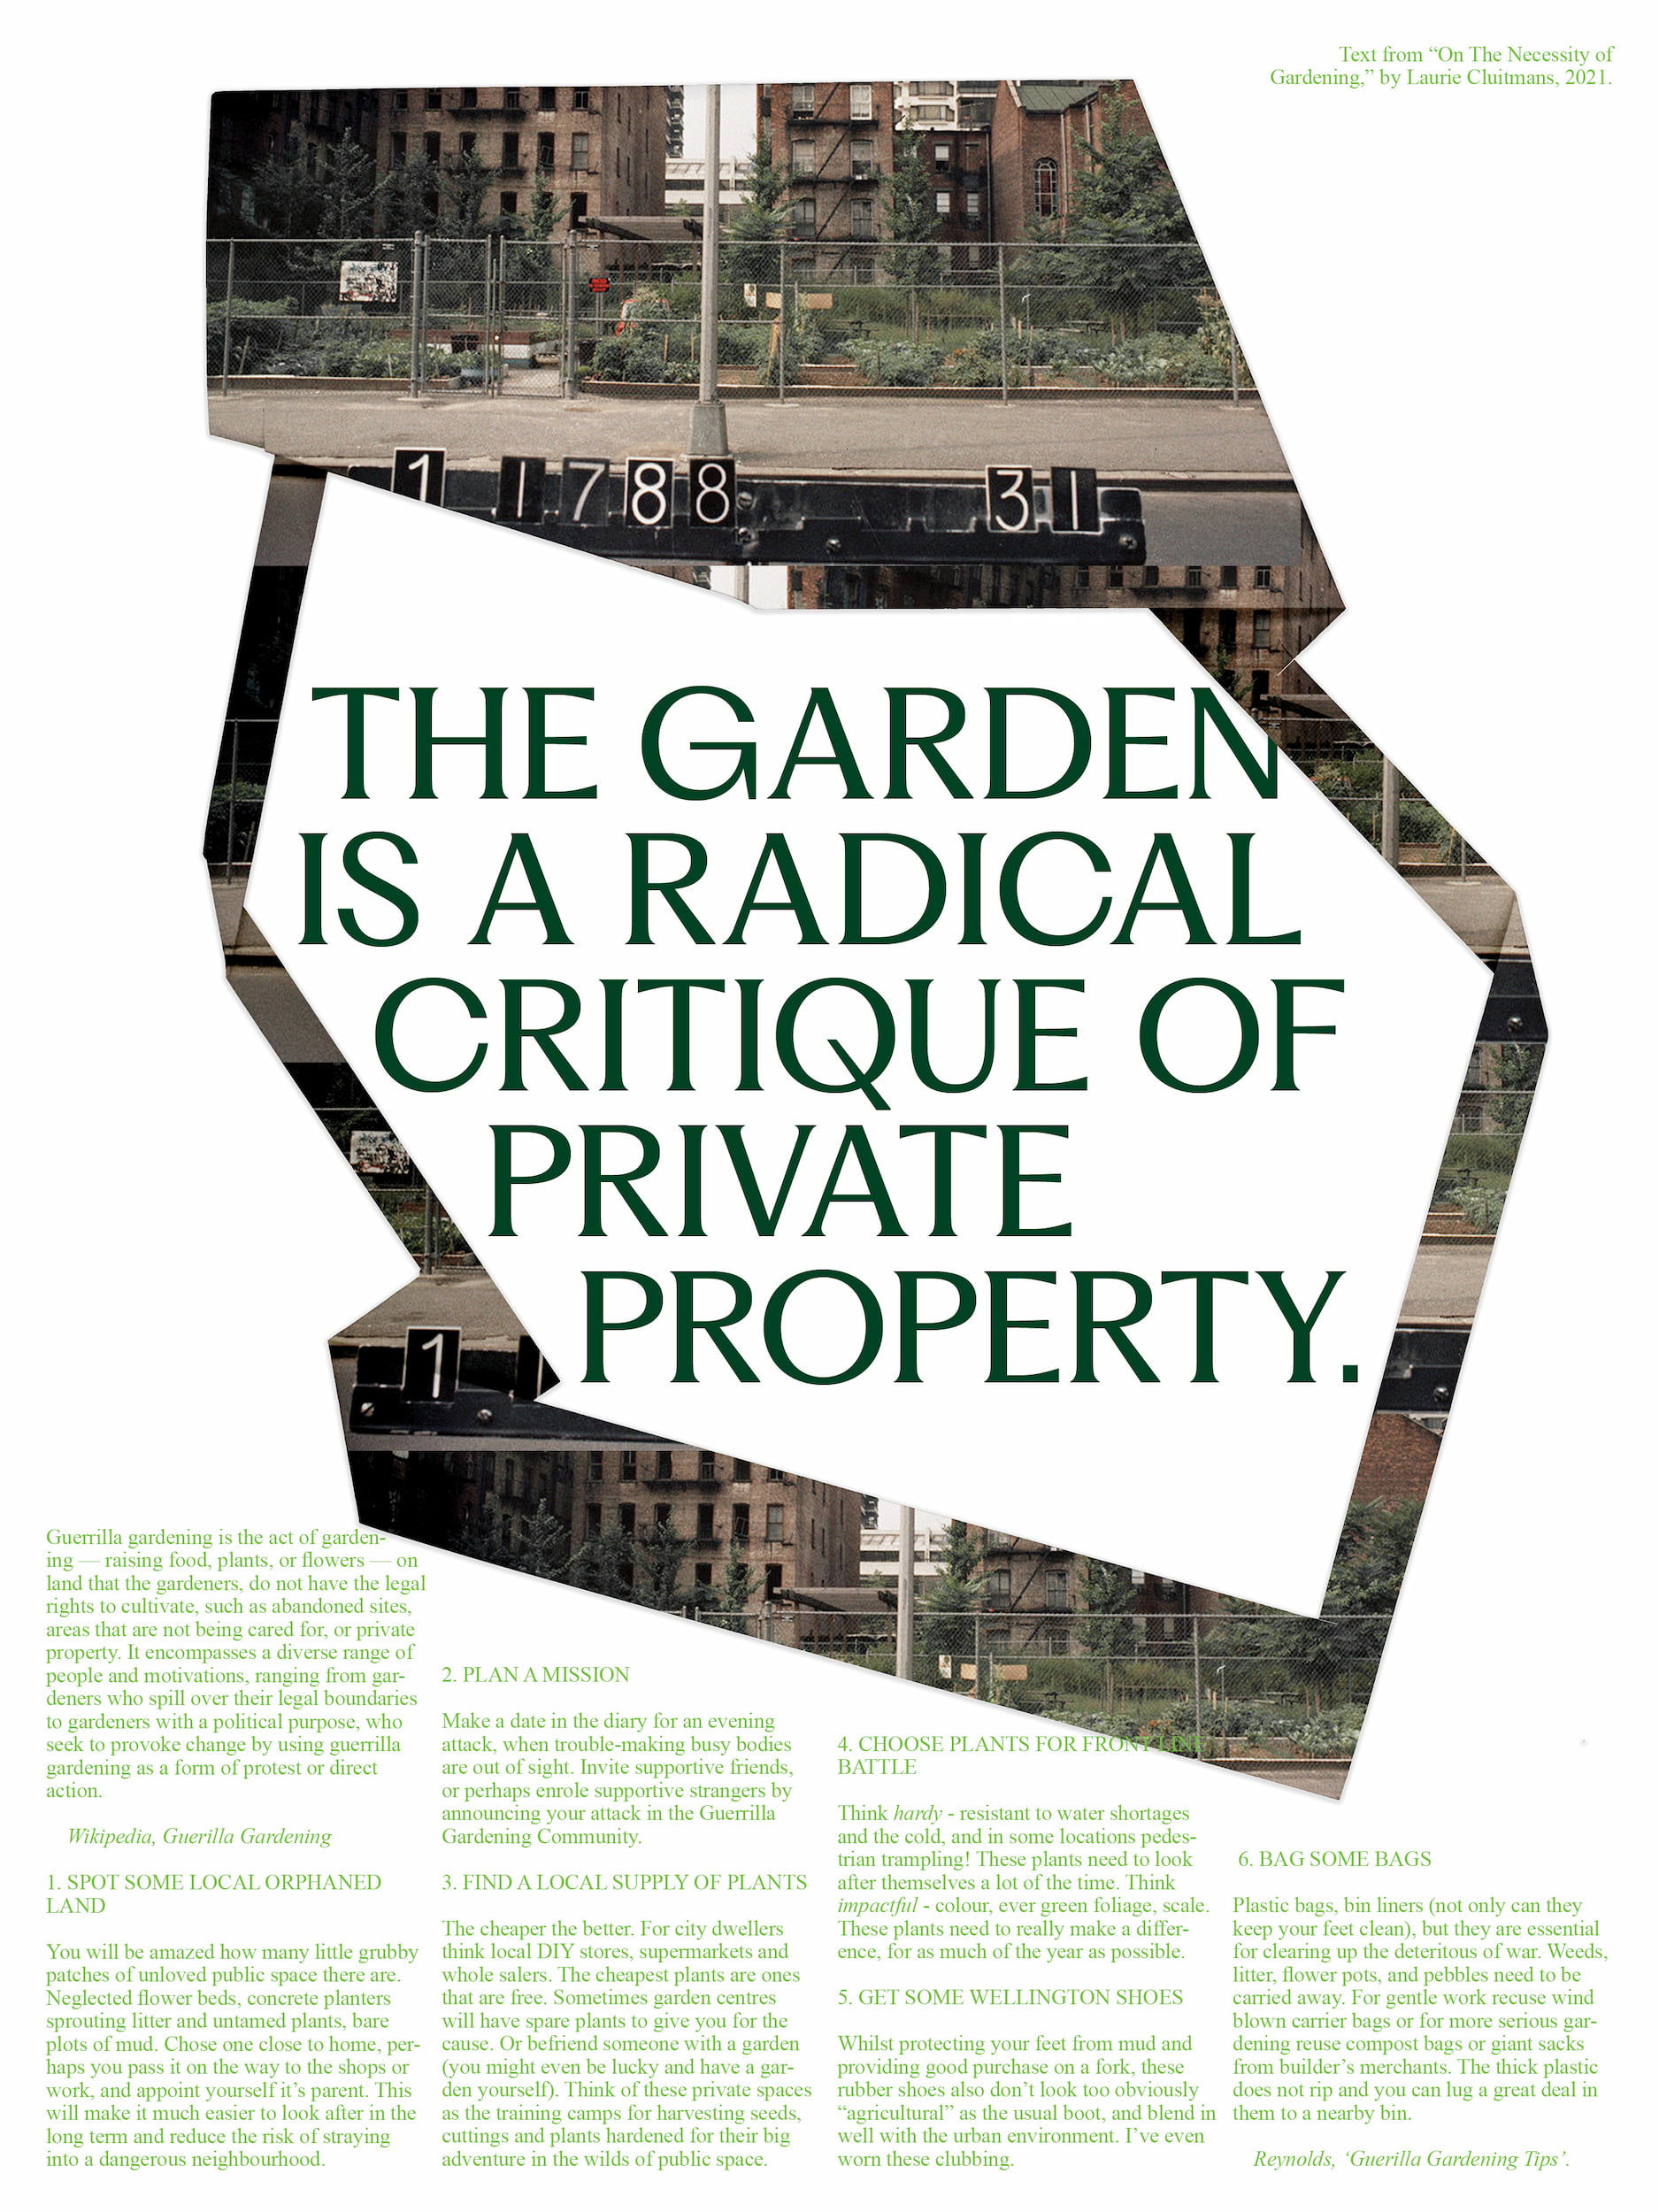 Text from “On The Necessity of
Gardening,” by Laurie Cluitmans, 2021.
1 1788 31
THE GARDEN
IS A RADICAL
CRITIQUE OF
PRIVATE
PROPERTY.
1 1
Guerrilla gardening is the act of garden-
ing — raising food, plants, or flowers — on
land that the gardeners, do not have the legal
rights to cultivate, such as abandoned sites,
areas that are not being cared for, or private
property. It encompasses a diverse range of
people and motivations, ranging from gar-
deners who spill over their legal boundaries
to gardeners with a political purpose, who
seek to provoke change by using guerrilla
gardening as a form of protest or direct
action.
Wikipedia, Guerilla Gardening
1. SPOT SOME LOCAL ORPHANED
LAND
You will be amazed how many little grubby
patches of unloved public space there are.
Neglected flower beds, concrete planters
sprouting litter and untamed plants, bare
plots of mud. Chose one close to home, per-
haps you pass it on the way to the shops or
work, and appoint yourself it’s parent. This
will make it much easier to look after in the
long term and reduce the risk of straying
into a dangerous neighbourhood.
2. PLAN A MISSION
Make a date in the diary for an evening
attack, when trouble-making busy bodies
are out of sight. Invite supportive friends,
or perhaps enrole supportive strangers by
announcing your attack in the Guerrilla
Gardening Community.
3. FIND A LOCAL SUPPLY OF PLANTS
The cheaper the better. For city dwellers
think local DIY stores, supermarkets and
whole salers. The cheapest plants are ones
that are free. Sometimes garden centres
will have spare plants to give you for the
cause. Or befriend someone with a garden
(you might even be lucky and have a gar-
den yourself). Think of these private spaces
as the training camps for harvesting seeds,
cuttings and plants hardened for their big
adventure in the wilds of public space.
4. CHOOSE PLANTS FOR FRONT LINE
BATTLE
Think hardy - resistant to water shortages
and the cold, and in some locations pedes-
trian trampling! These plants need to look
after themselves a lot of the time. Think
impactful - colour, ever green foliage, scale.
These plants need to really make a differ-
ence, for as much of the year as possible.
5. GET SOME WELLINGTON SHOES
Whilst protecting your feet from mud and
providing good purchase on a fork, these
rubber shoes also don’t look too obviously
“agricultural” as the usual boot, and blend in
well with the urban environment. I’ve even
worn these clubbing.
6. BAG SOME BAGS
Plastic bags, bin liners (not only can they
keep your feet clean), but they are essential
for clearing up the deteritous of war. Weeds,
litter, flower pots, and pebbles need to be
carried away. For gentle work recuse wind
blown carrier bags or for more serious gar-
dening reuse compost bags or giant sacks
from builder’s merchants. The thick plastic
does not rip and you can lug a great deal in
them to a nearby bin.
Reynolds, ‘Guerilla Gardening Tips’.